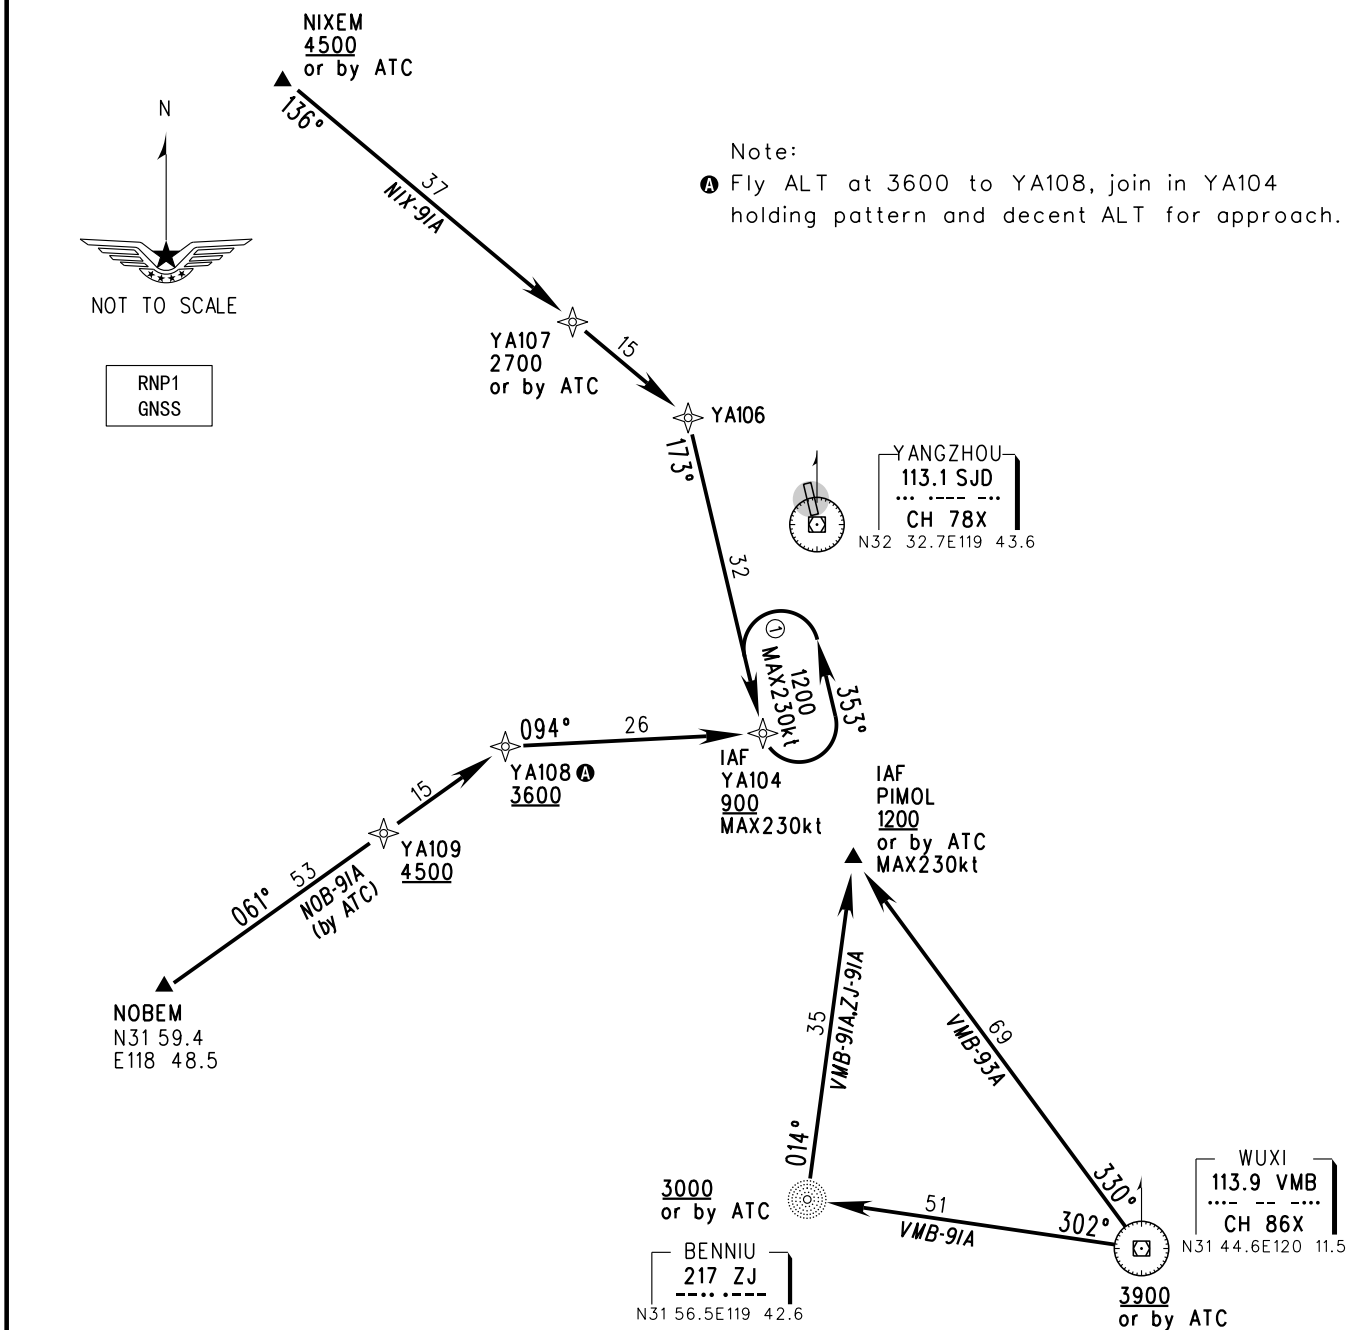 NIXEM
4500
or by ATC
N
136°
37
NIX-91A
Note:
A Fly ALT at 3600 to YA108, join in YA104
holding pattern and decent ALT for approach.
NOT TO SCALE
RNP1
GNSS
YA107
2700
or by ATC
15
YA106
173°
32
YANGZHOU
113.1 SJD
CH 78X
N32 32.7E119 43.6
1
1200
MAX230kt
353°
094°
26
YA108 A
3600
IAF
YA104
900
MAX230kt
IAF
PIMOL
1200
or by ATC
MAX230kt
15
YA109
4500
061°
53
NOB-91A
(by ATC)
NOBEM
N31 59.4
E118 48.5
35
VMB-91A,ZJ-91A
014°
69
VMB-93A
330°
3000
or by ATC
51
VMB-91A
302°
BENNIU
217 ZJ
N31 56.5E119 42.6
WUXI
113.9 VMB
CH 86X
N31 44.6E120 11.5
3900
or by ATC